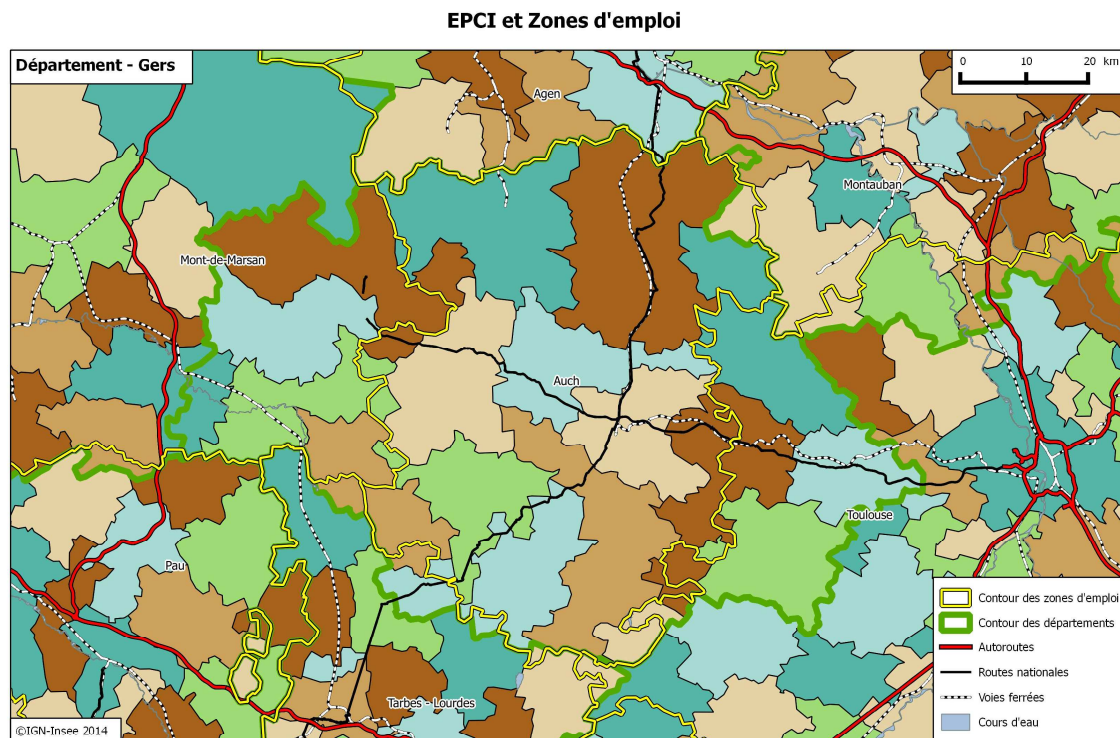 EPCI et Zones d'emploi
Département - Gers
0 10 20 km
Agen
Montauban
Mont-de-Marsan
Auch
Toulouse
Pau
Tarbes - Lourdes
Contour des zones d'emploi
Contour des départements
Autoroutes
Routes nationales
Voies ferrées
Cours d'eau
©IGN-Insee 2014